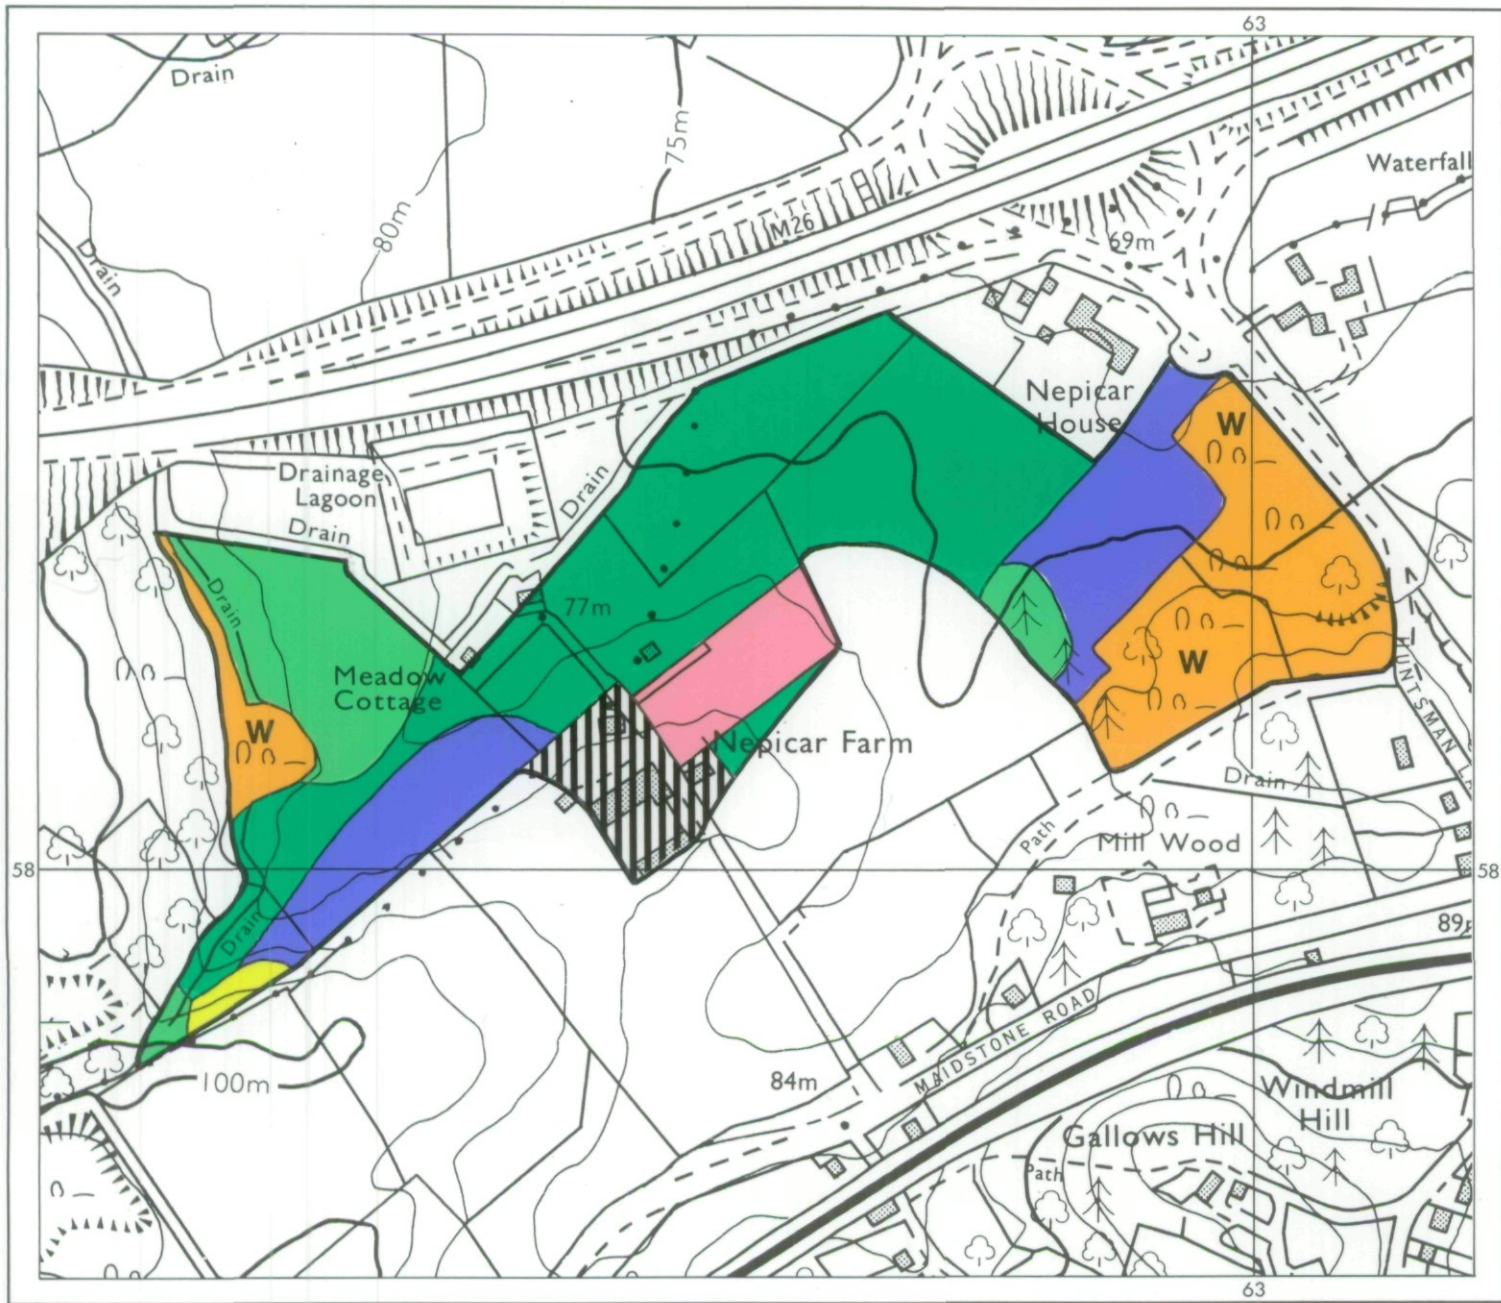 63
Drain
75m
80m
M26
Waterfall
Drain
69m
Nepicar
House
W
Drainage
Lagoon
Drain
Drain
Drain
77m
Meadow
Cottage
W
W
Nepicar Farm
HUNTSMAN
Drain
Path
Mill Wood
58
58
Drain
89
MAIDSTONE ROAD
100m
84m
Windmill
Hill
Gallows Hill
Path
63